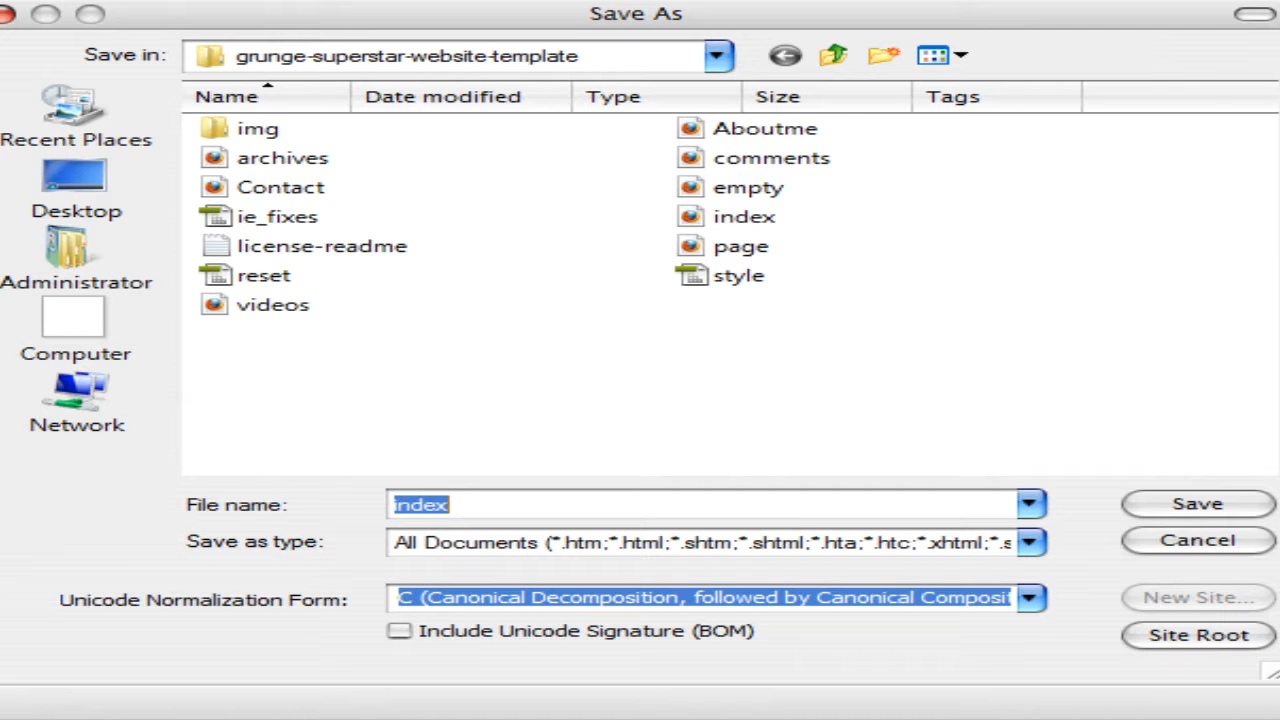 Save As
Save in: grunge-superstar-website-template
Name Date modified Type Size Tags
Recent Places
Desktop
Administrator
Computer
Network
img Aboutme
archives comments
Contact empty
ie_fixes index
license-readme page
reset style
videos
File name: index Save
Save as type: All Documents (*.htm;*.html;*.shtm;*.shtml;*.hta;*.htc;*.xhtml;*.s Cancel
Unicode Normalization Form: C (Canonical Decomposition, followed by Canonical Composit New Site...
Include Unicode Signature (BOM) Site Root